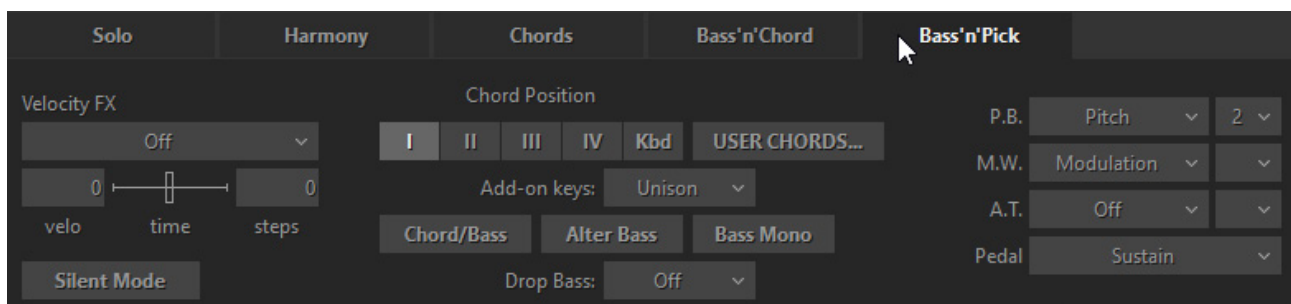 Solo Harmony Chords Bass'n'Chord Bass'n'Pick
Velocity FX
Off
0 0
velo time steps
Silent Mode
Chord Position
I II III IV Kbd USER CHORDS...
Add-on keys: Unison
Chord/Bass Alter Bass Bass Mono
Drop Bass: Off
P.B. Pitch 2
M.W. Modulation
A.T. Off
Pedal Sustain